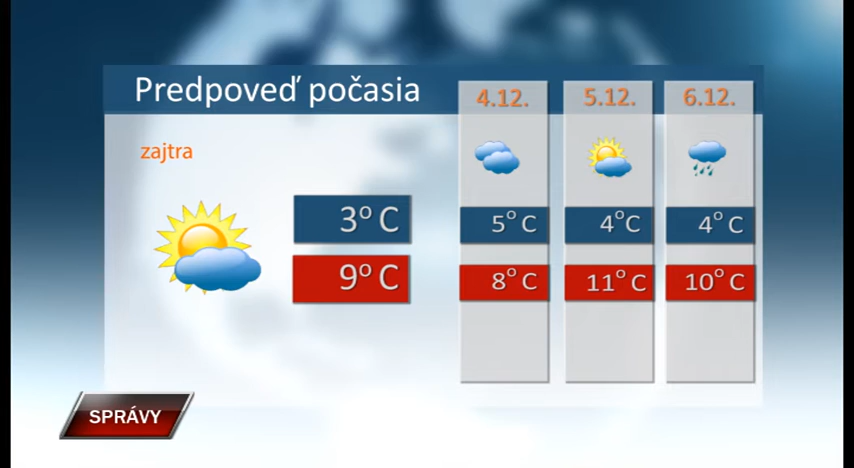 Predpoveď počasia
zajtra
3° C
9° C
4.12.
5° C
8° C
5.12.
4°C
11° C
6.12.
4° C
10° C
SPRÁVY